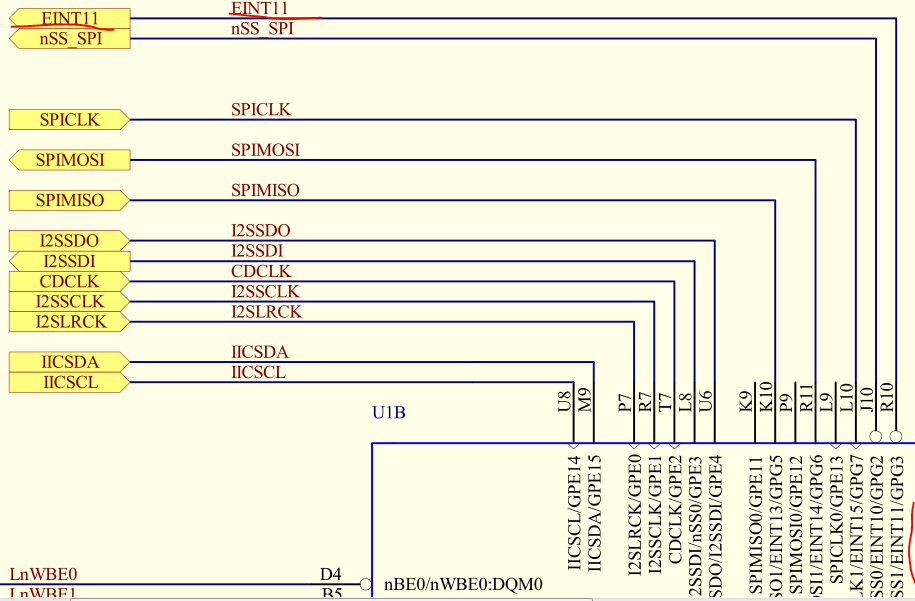 EINT11 EINT11
nSS_SPI nSS_SPI
SPICLK SPICLK
SPIMOSI SPIMOSI
SPIMISO SPIMISO
I2SSDO I2SSDO
I2SSDI I2SSDI
CDCLK CDCLK
I2SSCLK I2SSCLK
I2SLRCK I2SLRCK
IICSDA IICSDA
IICSCL IICSCL
U1B
U8
M9
P7
R7
T7
L8
U6
K9
K10
P9
R11
L9
L10
J10
R10
IICSCL/GPE14
IICSDA/GPE15
I2SLRCK/GPE0
I2SSCLK/GPE1
CDCLK/GPE2
2SSDI/nSS0/GPE3
SDO/I2SSDI/GPE4
SPIMISO0/GPE11
SO1/EINT13/GPG5
SPIMOSI0/GPE12
SI1/EINT14/GPG6
SPICLK0/GPE13
LK1/EINT15/GPG7
SS0/EINT10/GPG2
SS1/EINT11/GPG3
LnWBE0 D4 nBE0/nWBE0:DQM0
LnWBE1 B5